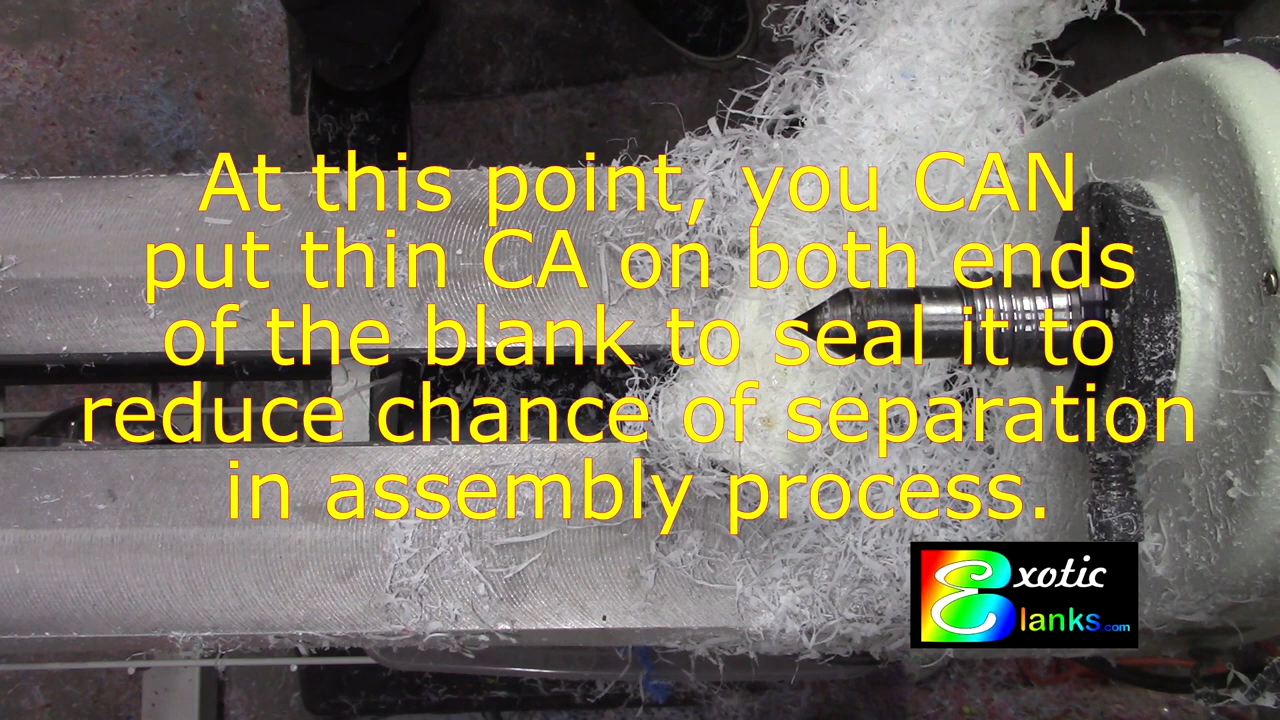 At this point, you CAN
put thin CA on both ends
of the blank to seal it to
reduce chance of separation
in assembly process.
Exotic
Blanks.com